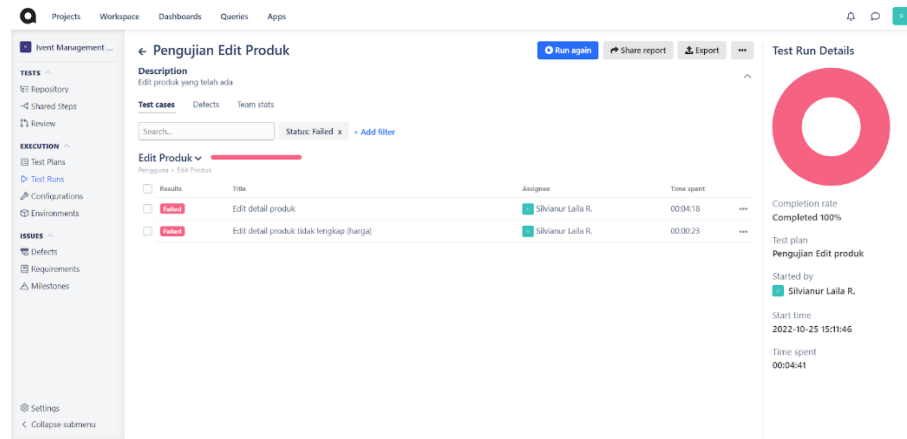 Projects Workspace Dashboards Queries Apps
Ivent Management ...
TESTS
Repository
Shared Steps
Review
EXECUTION
Test Plans
Test Runs
Configurations
Environments
ISSUES
Defects
Requirements
Milestones
Settings
Collapse submenu
← Pengujian Edit Produk
Run again Share report Export ...
Description
Edit produk yang telah ada
Test cases Defects Team stats
Search... Status: Failed x + Add filter
Edit Produk
Pengguna > Edit Produk
Results Title Assignee Time spent
Failed Edit detail produk Silvianur Laila R. 00:04:18 ...
Failed Edit detail produk tidak lengkap (harga) Silvianur Laila R. 00:00:23 ...
Test Run Details
Completion rate
Completed 100%
Test plan
Pengujian Edit produk
Started by
Silvianur Laila R.
Start time
2022-10-25 15:11:46
Time spent
00:04:41